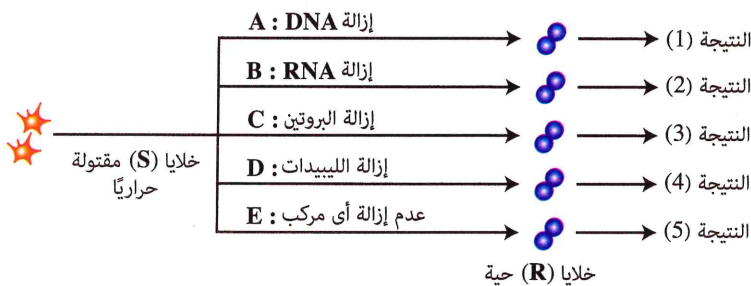 A : DNA إزالة
النتيجة (1)
B : RNA إزالة
النتيجة (2)
C : إزالة البروتين
النتيجة (3)
خلايا (S) مقتولة
حراريًا
D : إزالة الليبيدات
النتيجة (4)
E : عدم إزالة أى مركب
النتيجة (5)
خلايا (R) حية